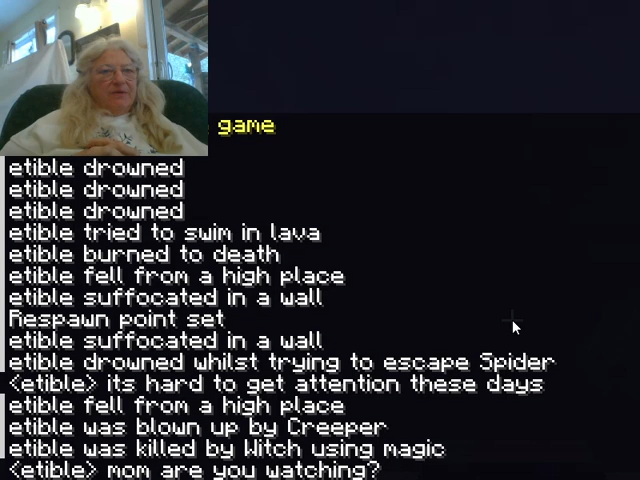 game
etible drowned
etible drowned
etible drowned
etible tried to swim in lava
etible burned to death
etible fell from a high place
etible suffocated in a wall
Respawn point set
etible suffocated in a wall
etible drowned whilst trying to escape Spider
<etible> its hard to get attention these days
etible fell from a high place
etible was blown up by Creeper
etible was killed by Witch using magic
<etible> mom are you watching?